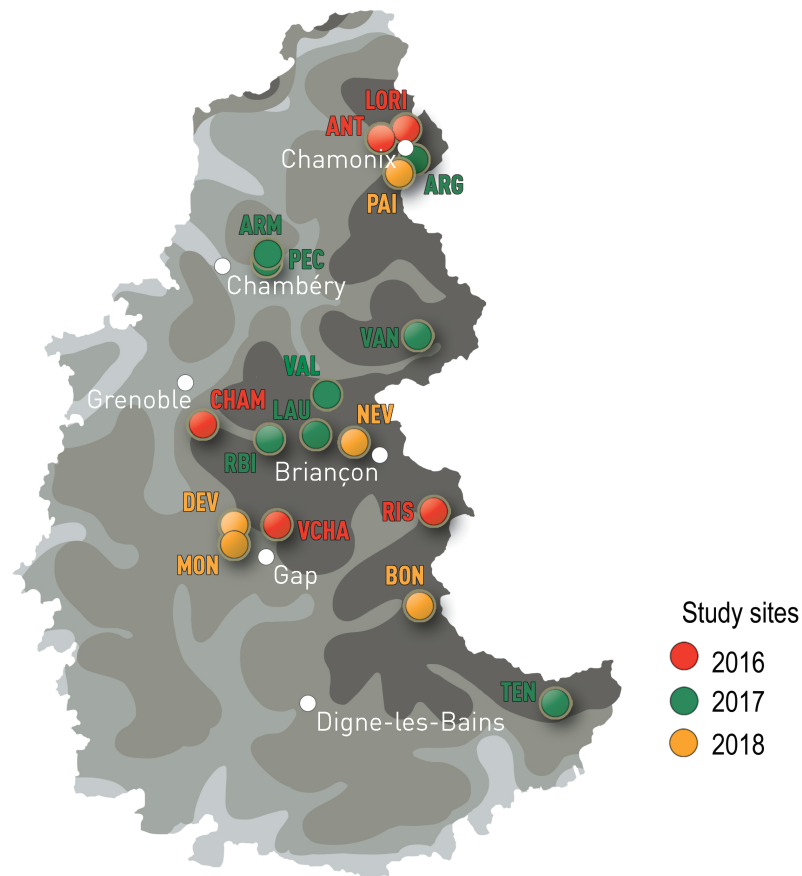 LORI
ANT
Chamonix
ARG
PAI
ARM
PEC
Chambéry
VAN
VAL
Grenoble
CHAM
LAU
NEV
RBI
Briançon
DEV
RIS
VCHA
MON
Gap
BON
Study sites
2016
TEN
2017
Digne-les-Bains
2018